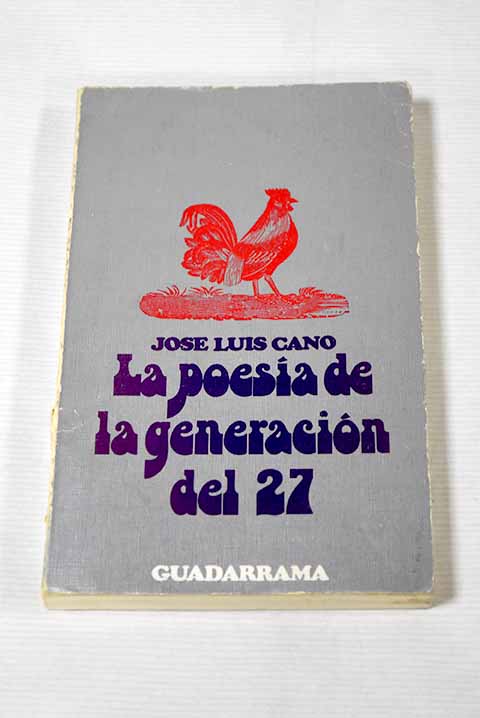 JOSE LUIS CANO
La poesía de
la generación
del 27
GUADARRAMA